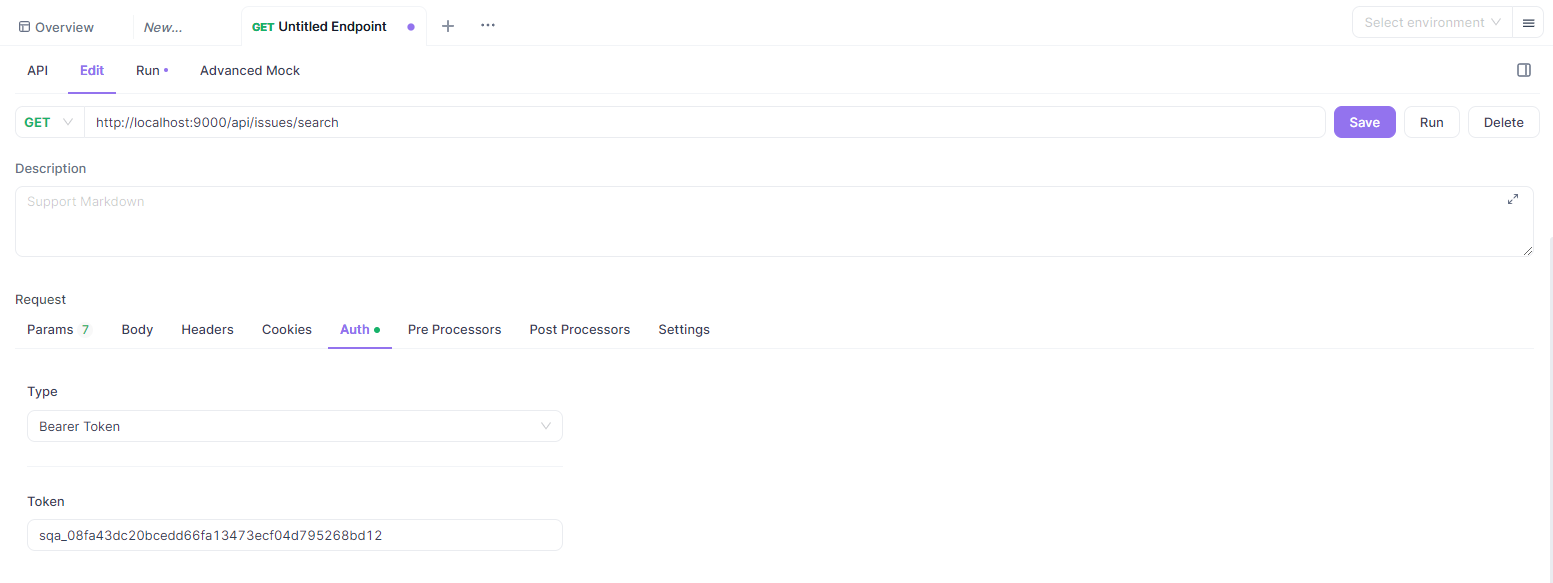 Overview New... GET Untitled Endpoint Select environment
API Edit Run Advanced Mock
GET http://localhost:9000/api/issues/search Save Run Delete
Description
Support Markdown
Request
Params 7 Body Headers Cookies Auth Pre Processors Post Processors Settings
Type
Bearer Token
Token
sqa_08fa43dc20bcedd66fa13473ecf04d795268bd12